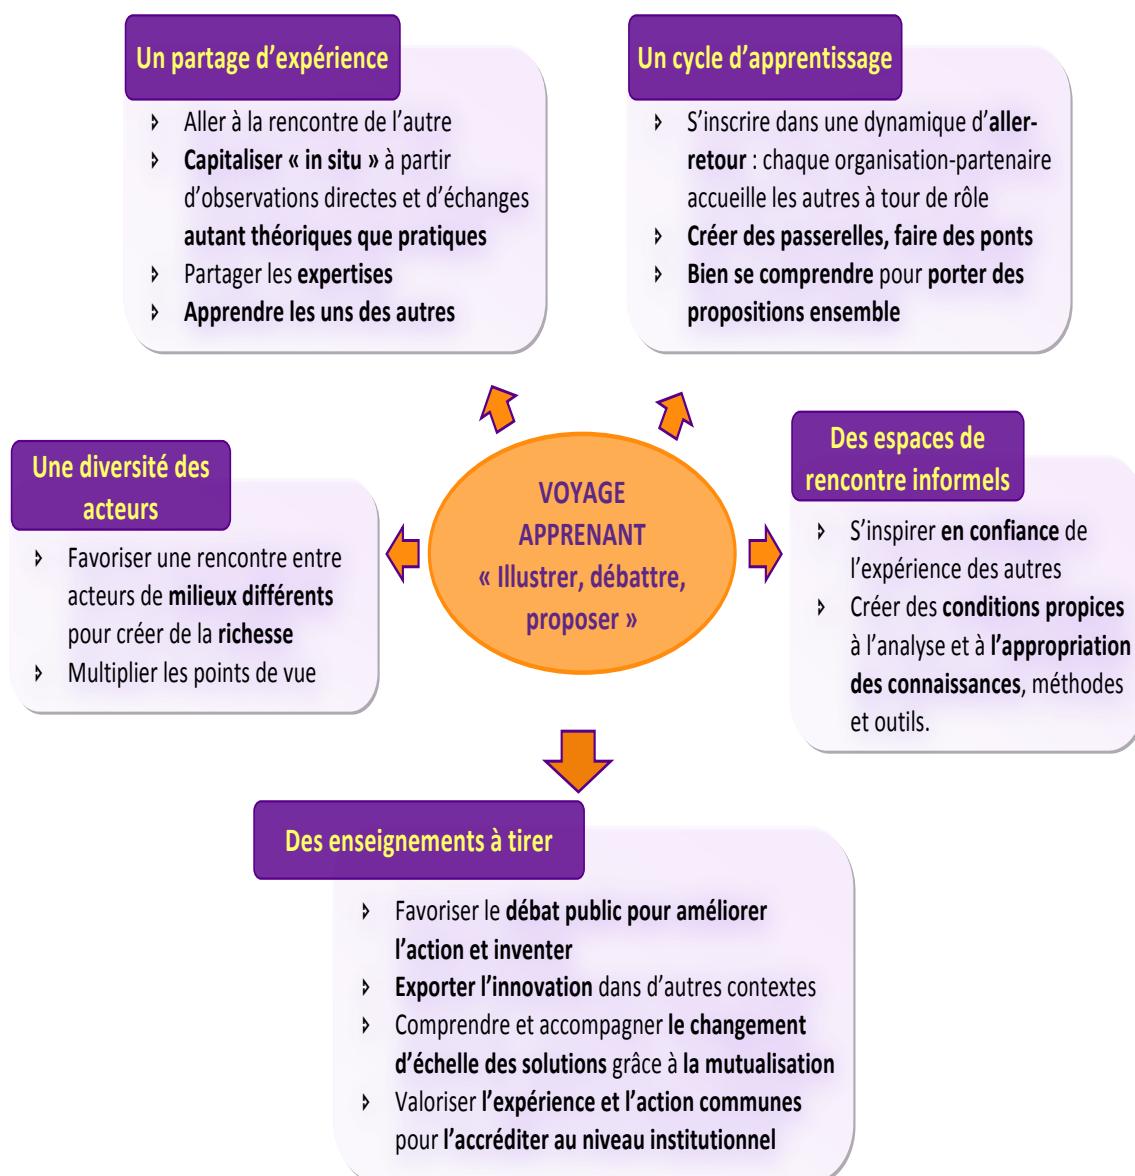 Un partage d’expérience
Aller à la rencontre de l’autre
Capitaliser « in situ » à partir
d’observations directes et d’échanges
autant théoriques que pratiques
Partager les expertises
Apprendre les uns des autres
Un cycle d’apprentissage
S’inscrire dans une dynamique d’aller-
retour : chaque organisation-partenaire
accueille les autres à tour de rôle
Créer des passerelles, faire des ponts
Bien se comprendre pour porter des
propositions ensemble
Une diversité des
acteurs
Favoriser une rencontre entre
acteurs de milieux différents
pour créer de la richesse
Multiplier les points de vue
VOYAGE
APPRENANT
« Illustrer, débattre,
proposer »
Des espaces de
rencontre informels
S’inspirer en confiance de
l’expérience des autres
Créer des conditions propices
à l’analyse et à l’appropriation
des connaissances, méthodes
et outils.
Des enseignements à tirer
Favoriser le débat public pour améliorer
l’action et inventer
Exporter l’innovation dans d’autres contextes
Comprendre et accompagner le changement
d’échelle des solutions grâce à la mutualisation
Valoriser l’expérience et l’action communes
pour l’accréditer au niveau institutionnel